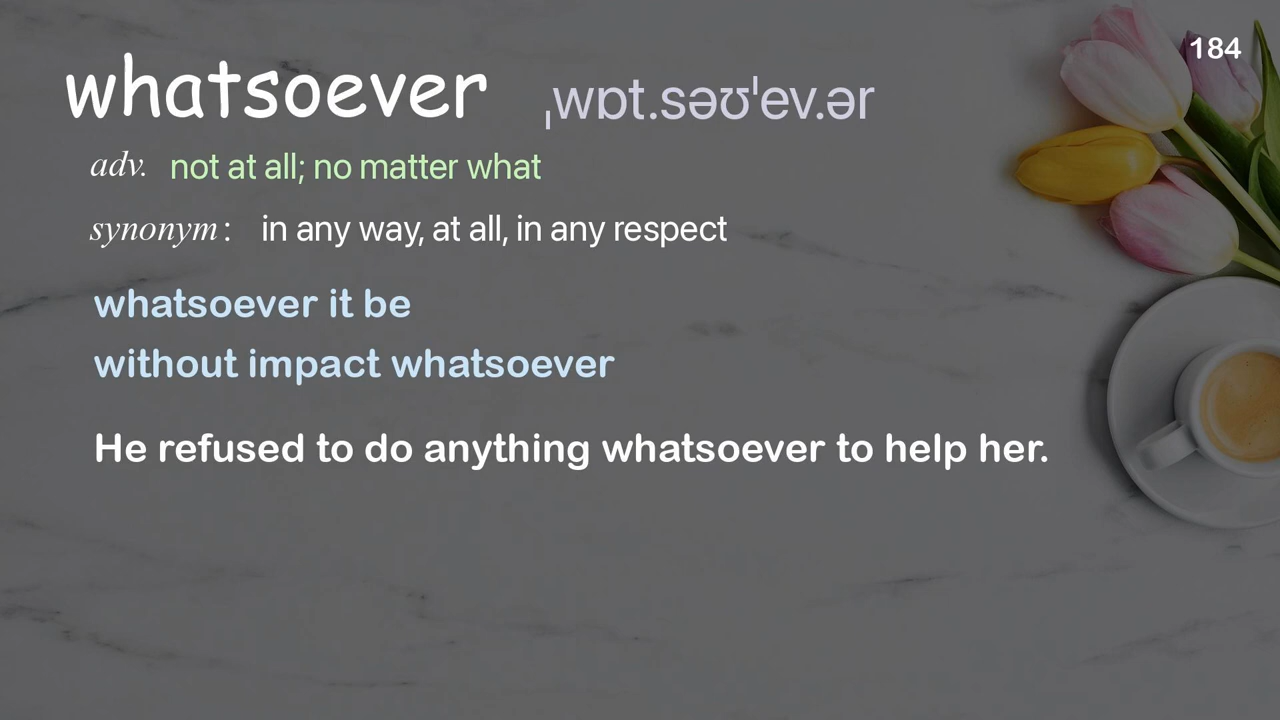 184
whatsoever ˌwɒt.səʊˈev.ər
adv. not at all; no matter what
synonym: in any way, at all, in any respect
whatsoever it be
without impact whatsoever
He refused to do anything whatsoever to help her.